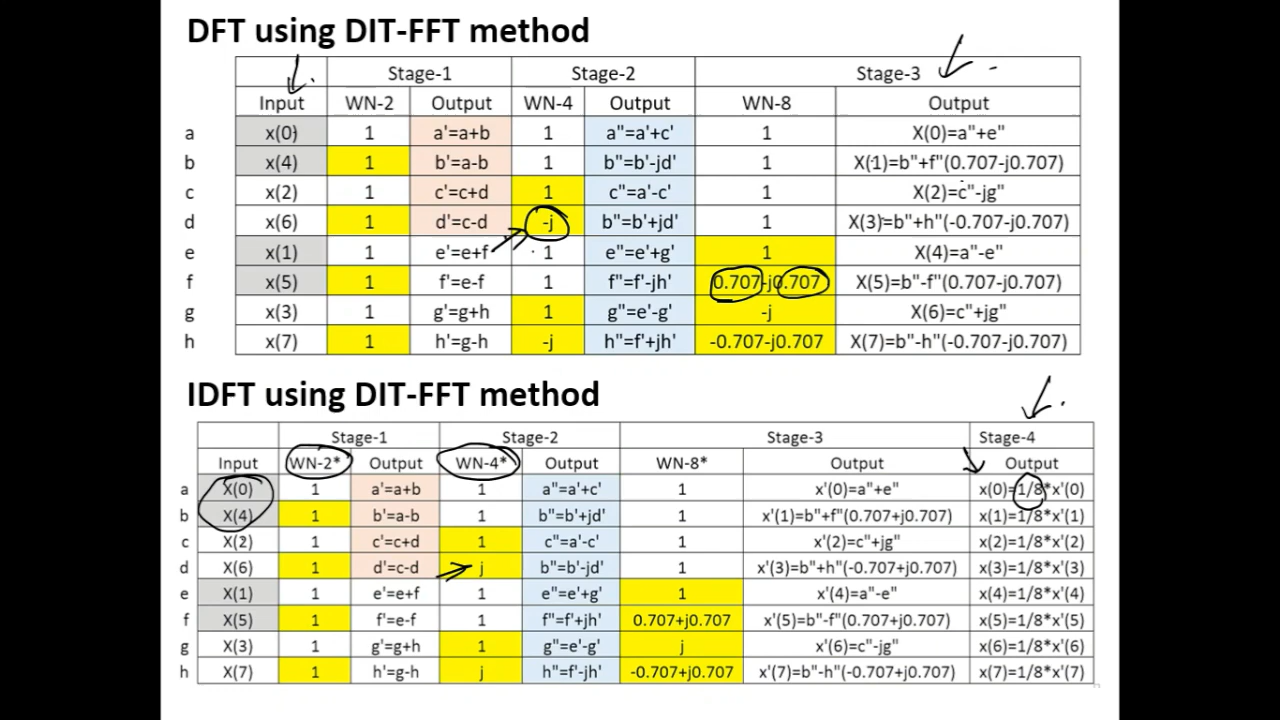 DFT using DIT-FFT method
Stage-1 Stage-2 Stage-3
Input WN-2 Output WN-4 Output WN-8 Output
a x(0) 1 a'=a+b 1 a"=a'+c' 1 X(0)=a"+e"
b x(4) 1 b'=a-b 1 b"=b'-jd' 1 X(1)=b"+f"(0.707-j0.707)
c x(2) 1 c'=c+d 1 c"=a'-c' 1 X(2)=c"-jg"
d x(6) 1 d'=c-d -j b"=b'+jd' 1 X(3)=b"+h"(-0.707-j0.707)
e x(1) 1 e'=e+f 1 e"=e'+g' 1 X(4)=a"-e"
f x(5) 1 f'=e-f 1 f"=f'-jh' 0.707-j0.707 X(5)=b"-f"(0.707-j0.707)
g x(3) 1 g'=g+h 1 g"=e'-g' -j X(6)=c"+jg"
h x(7) 1 h'=g-h -j h"=f'+jh' -0.707-j0.707 X(7)=b"-h"(-0.707-j0.707)
IDFT using DIT-FFT method
Stage-1 Stage-2 Stage-3 Stage-4
Input WN-2* Output WN-4* Output WN-8* Output Output
a X(0) 1 a'=a+b 1 a"=a'+c' 1 x'(0)=a"+e" x(0)=1/8*x'(0)
b X(4) 1 b'=a-b 1 b"=b'+jd' 1 x'(1)=b"+f"(0.707+j0.707) x(1)=1/8*x'(1)
c X(2) 1 c'=c+d 1 c"=a'-c' 1 x'(2)=c"+jg" x(2)=1/8*x'(2)
d X(6) 1 d'=c-d j b"=b'-jd' 1 x'(3)=b"+h"(-0.707+j0.707) x(3)=1/8*x'(3)
e X(1) 1 e'=e+f 1 e"=e'+g' 1 x'(4)=a"-e" x(4)=1/8*x'(4)
f X(5) 1 f'=e-f 1 f"=f'+jh' 0.707+j0.707 x'(5)=b"-f"(0.707+j0.707) x(5)=1/8*x'(5)
g X(3) 1 g'=g+h 1 g"=e'-g' j x'(6)=c"-jg" x(6)=1/8*x'(6)
h X(7) 1 h'=g-h j h"=f'-jh' -0.707+j0.707 x'(7)=b"-h"(-0.707+j0.707) x(7)=1/8*x'(7)